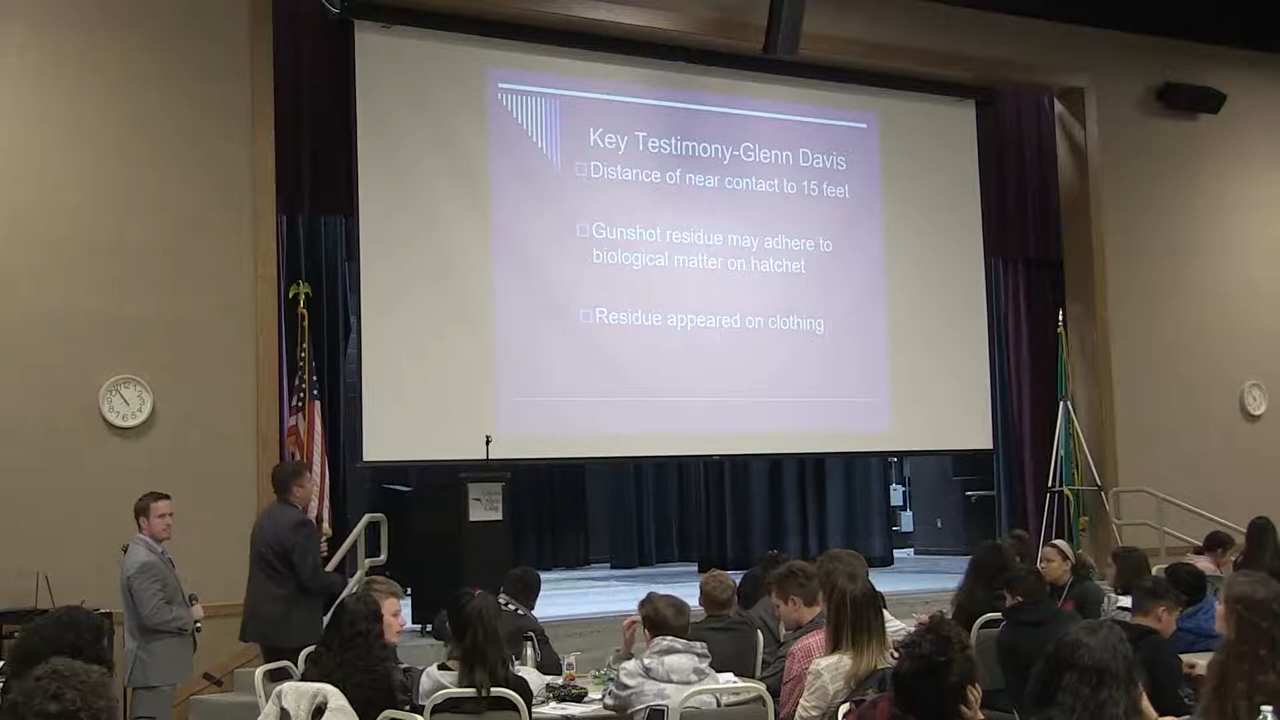 Key Testimony-Glenn Davis
Distance of near contact to 15 feet
Gunshot residue may adhere to
biological matter on hatchet
Residue appeared on clothing